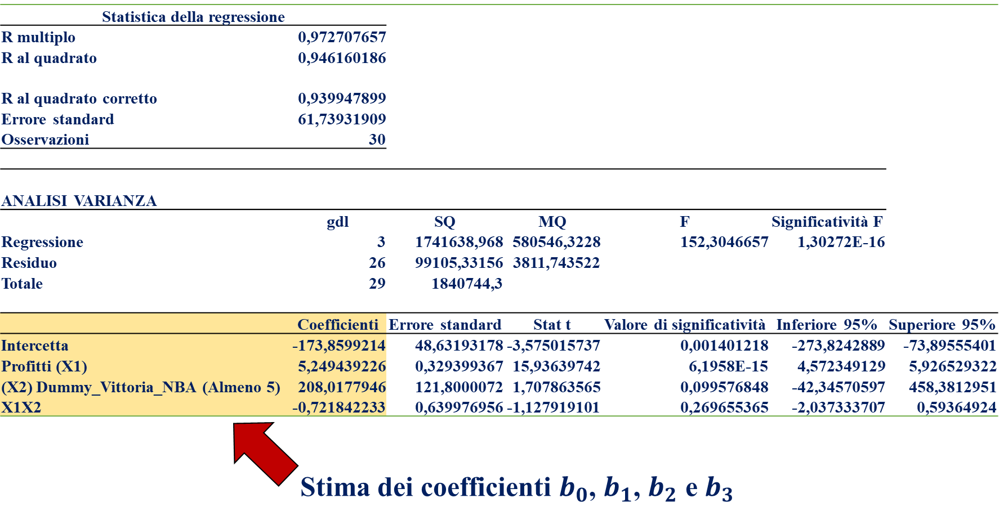 Statistica della regressione
R multiplo 0,972707657
R al quadrato 0,946160186
R al quadrato corretto 0,939947899
Errore standard 61,73931909
Osservazioni 30
ANALISI VARIANZA
gdl SQ MQ F Significatività F
Regressione 3 1741638,968 580546,3228 152,3046657 1,30272E-16
Residuo 26 99105,33156 3811,743522
Totale 29 1840744,3
Coefficienti Errore standard Stat t Valore di significatività Inferiore 95% Superiore 95%
Intercetta -173,8599214 48,63193178 -3,575015737 0,001401218 -273,8242889 -73,89555401
Profitti (X1) 5,249439226 0,329399367 15,93639742 6,1958E-15 4,572349129 5,926529322
(X2) Dummy_Vittoria_NBA (Almeno 5) 208,0177946 121,8000072 1,707863565 0,099576848 -42,34570597 458,3812951
X1X2 -0,721842233 0,639976956 -1,127919101 0,269655365 -2,037333707 0,59364924
Stima dei coefficienti b₀, b₁, b₂ e b₃